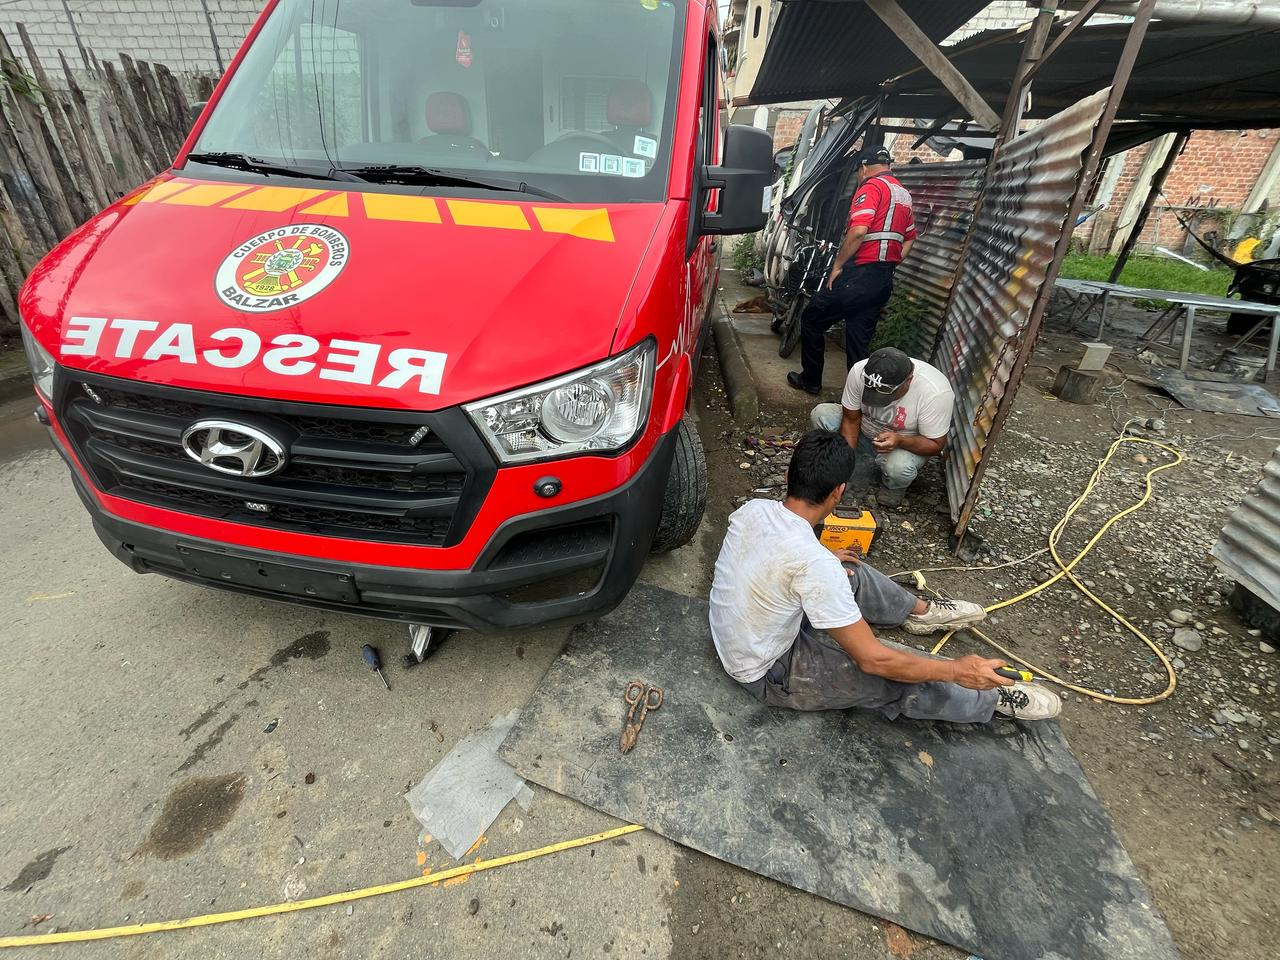 CUERPO DE BOMBEROS
1928
BALZAR
RESCATE